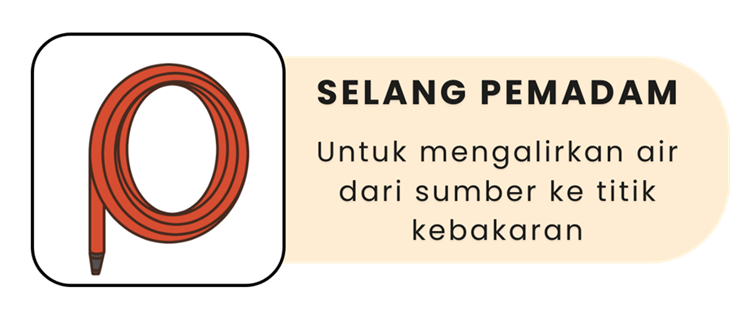 SELANG PEMADAM
Untuk mengalirkan air
dari sumber ke titik
kebakaran